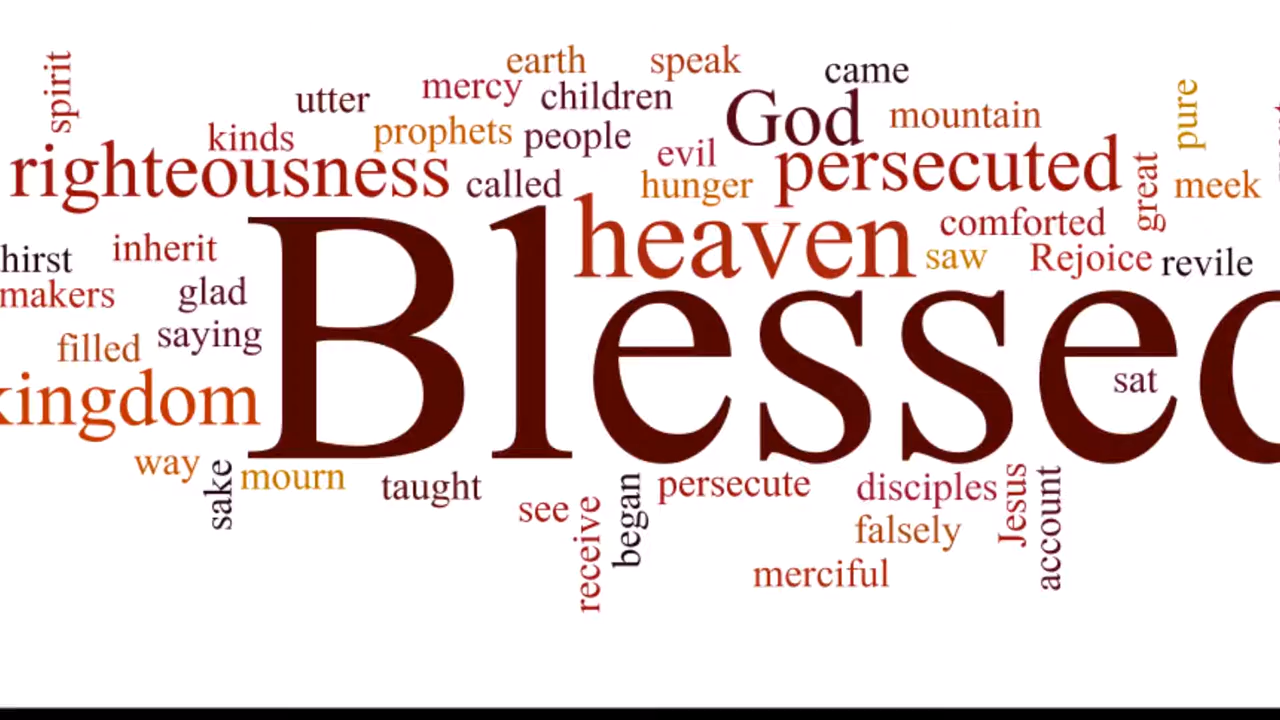 spirit
earth
speak
came
utter
mercy
children
God
mountain
pure
kinds
prophets
people
evil
persecuted
righteousness
called
hunger
great
meek
heaven
comforted
hirst
inherit
saw
Rejoice
revile
makers
glad
saying
filled
Blessed
sat
kingdom
way
sake
mourn
taught
see
receive
began
persecute
disciples
Jesus
account
falsely
merciful